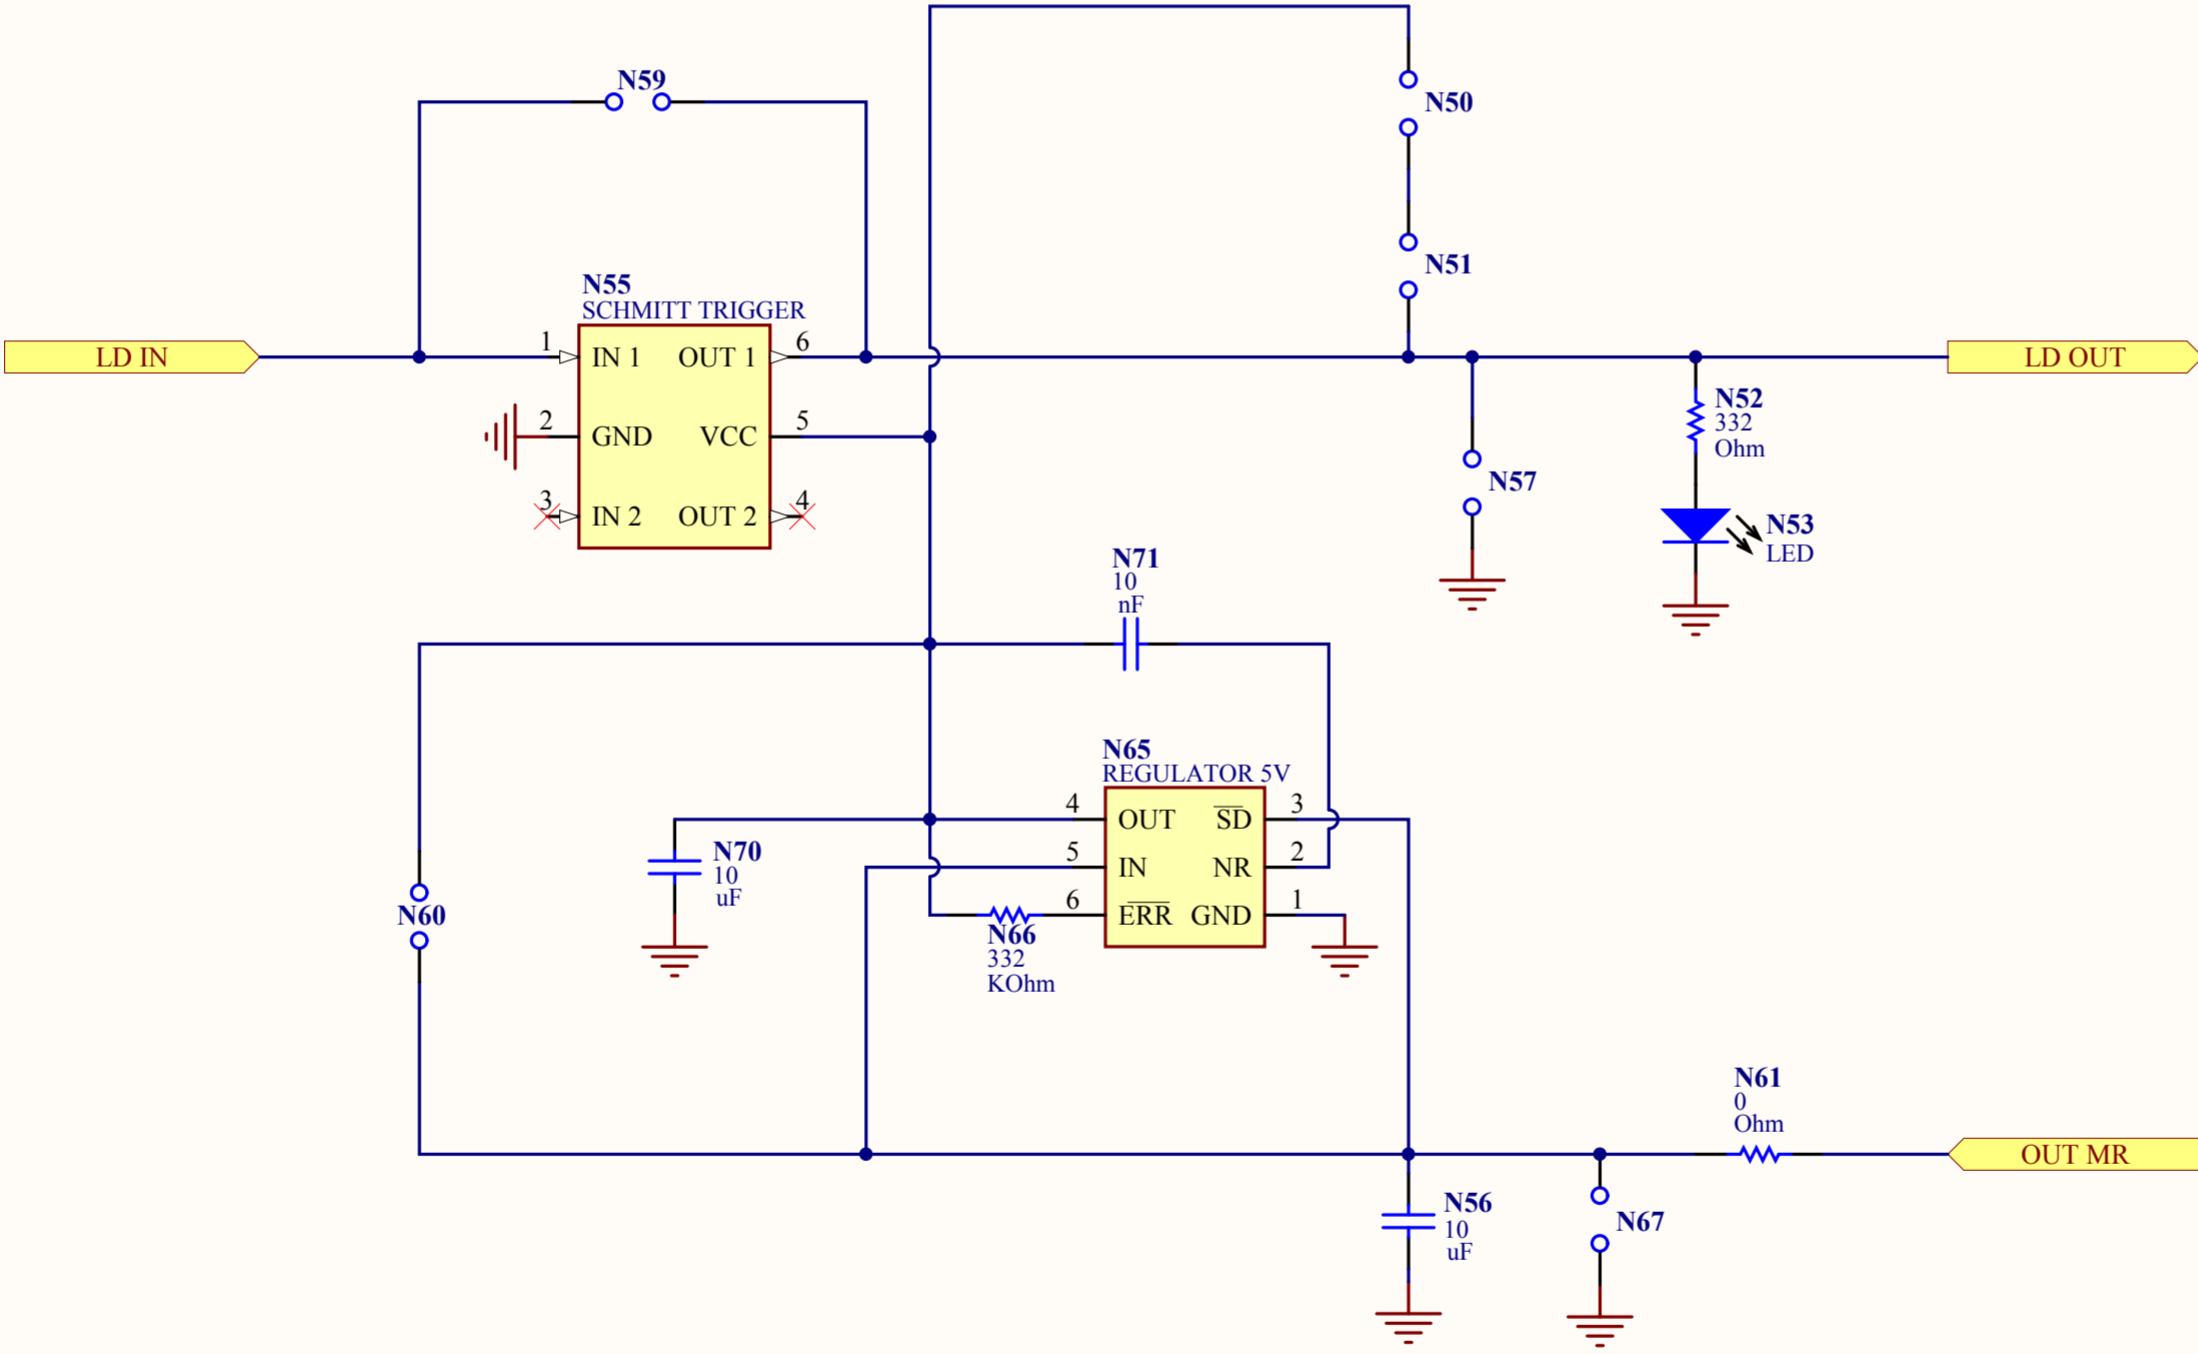 N59
N50
N51
N55
SCHMITT TRIGGER
LD IN
1
IN 1
OUT 1
6
LD OUT
2
GND
VCC
5
3
IN 2
OUT 2
4
N52
332
Ohm
N57
N53
LED
N71
10
nF
N65
REGULATOR 5V
4
OUT
SD
3
5
IN
NR
2
6
ERR
GND
1
N70
10
uF
N60
N66
332
KOhm
N61
0
Ohm
OUT MR
N56
10
uF
N67